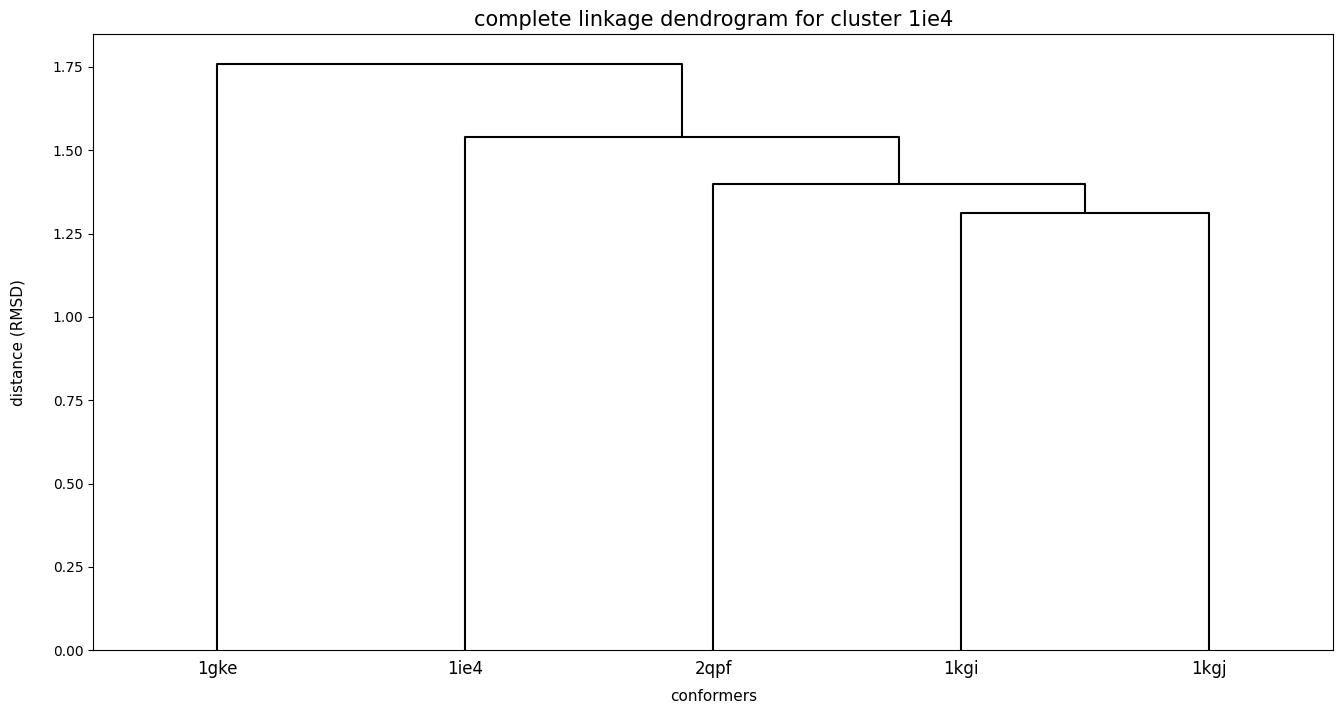 complete linkage dendrogram for cluster 1ie4
1.75
1.50
1.25
1.00
0.75
0.50
0.25
0.00
distance (RMSD)
1gke 1ie4 2qpf 1kgi 1kgj
conformers